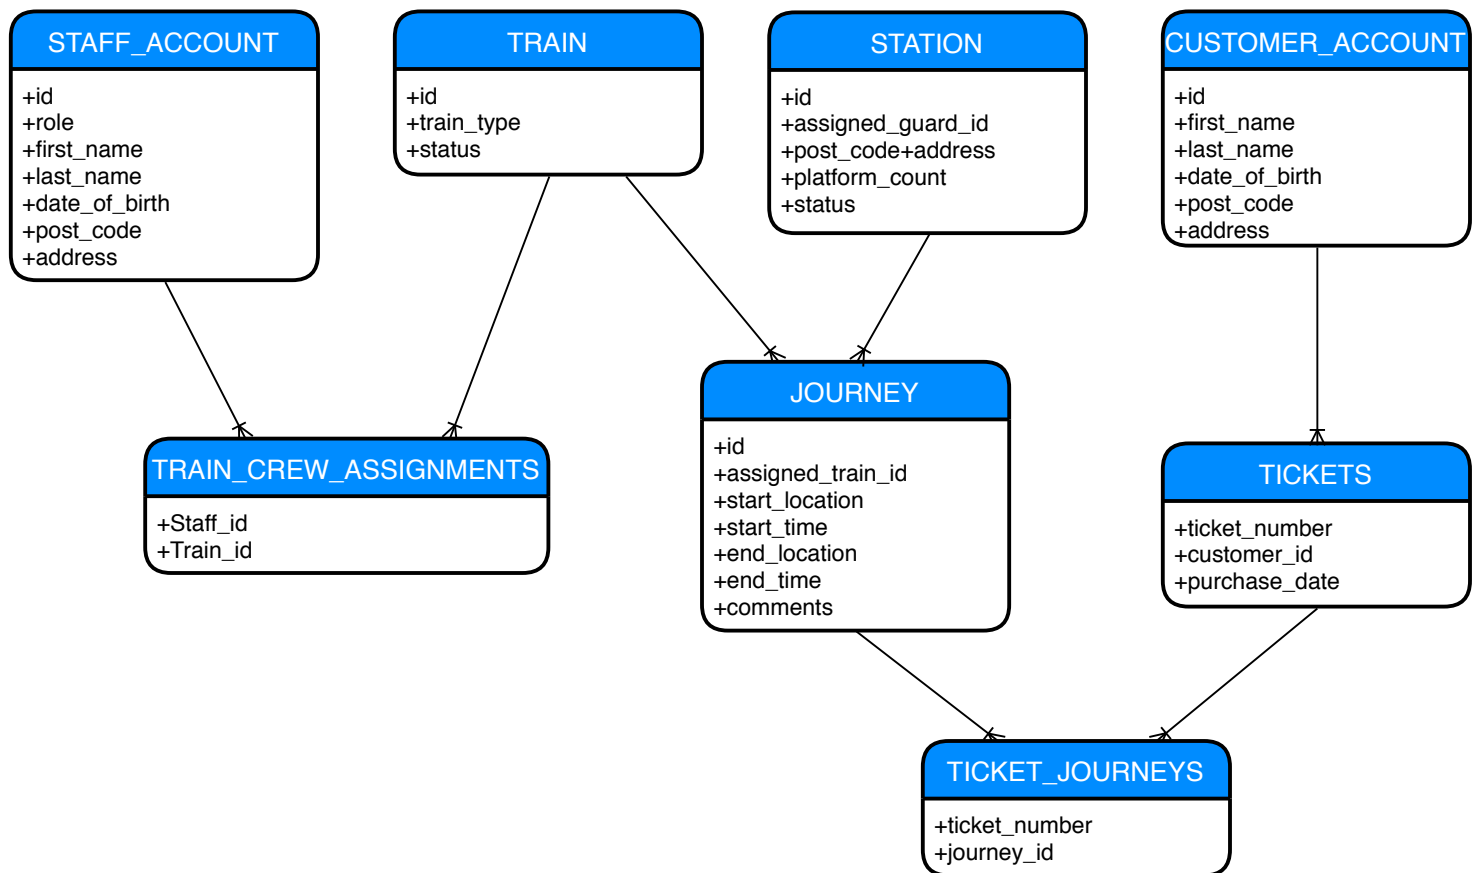 STAFF_ACCOUNT
+id
+role
+first_name
+last_name
+date_of_birth
+post_code
+address
TRAIN
+id
+train_type
+status
STATION
+id
+assigned_guard_id
+post_code+address
+platform_count
+status
CUSTOMER_ACCOUNT
+id
+first_name
+last_name
+date_of_birth
+post_code
+address
TRAIN_CREW_ASSIGNMENTS
+Staff_id
+Train_id
JOURNEY
+id
+assigned_train_id
+start_location
+start_time
+end_location
+end_time
+comments
TICKETS
+ticket_number
+customer_id
+purchase_date
TICKET_JOURNEYS
+ticket_number
+journey_id